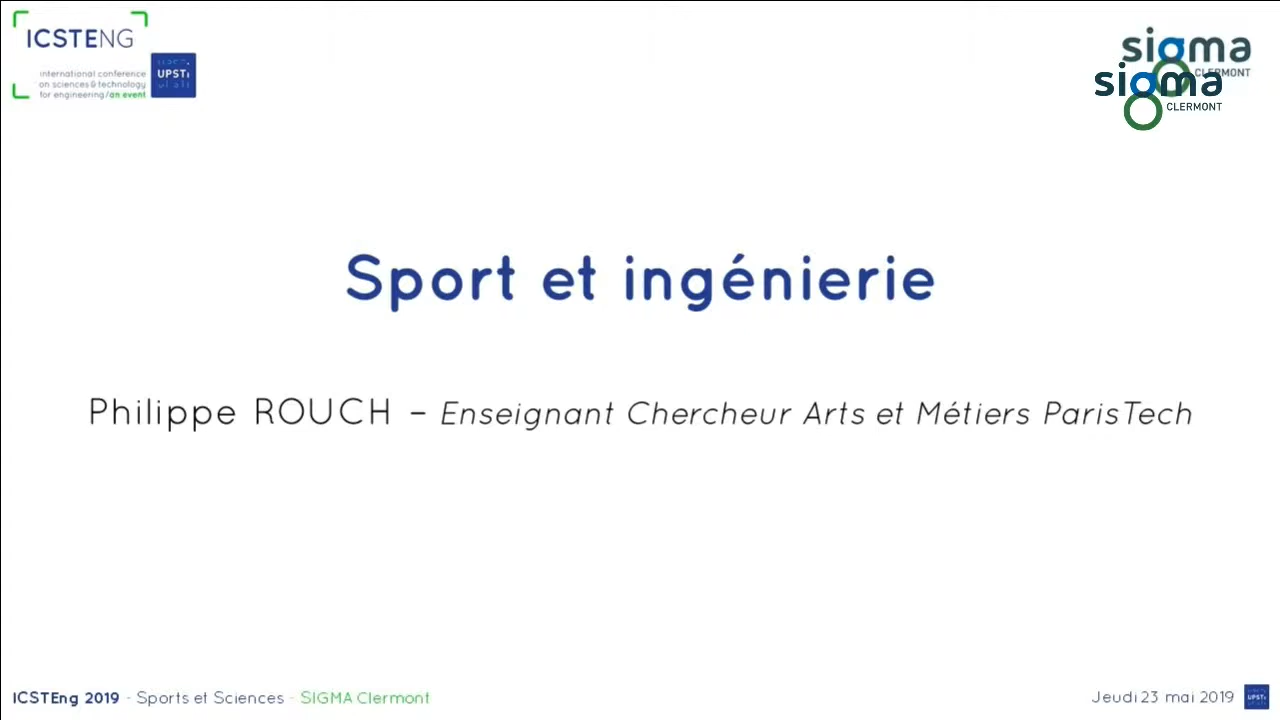 ICSTENG
international conference
on sciences & technology
for engineering/an event
UPSTi
sigma
CLERMONT
sigma
CLERMONT
Sport et ingénierie
Philippe ROUCH – Enseignant Chercheur Arts et Métiers ParisTech
ICSTEng 2019 - Sports et Sciences - SIGMA Clermont
Jeudi 23 mai 2019
UPSTi